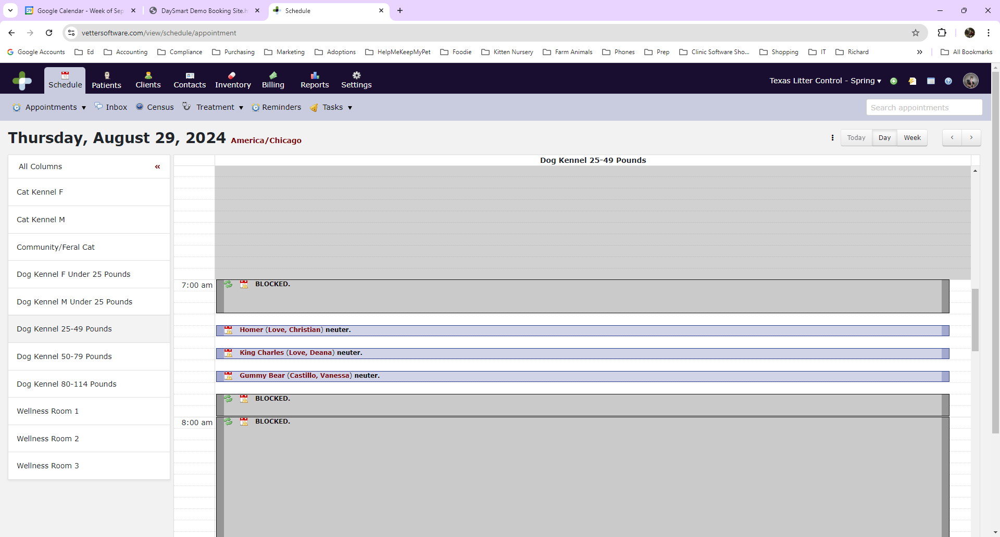 Google Calendar - Week of Sep
DaySmart Demo Booking Site.h
Schedule
vettersoftware.com/view/schedule/appointment
Google Accounts
Ed
Accounting
Compliance
Purchasing
Marketing
Adoptions
HelpMeKeepMyPet
Foodie
Kitten Nursery
Farm Animals
Phones
Prep
Clinic Software Sho...
Shopping
IT
Richard
All Bookmarks
Schedule
Patients
Clients
Contacts
Inventory
Billing
Reports
Settings
Texas Litter Control - Spring
Appointments
Inbox
Census
Treatment
Reminders
Tasks
Search appointments
Thursday, August 29, 2024 America/Chicago
Today
Day
Week
All Columns
Cat Kennel F
Cat Kennel M
Community/Feral Cat
Dog Kennel F Under 25 Pounds
Dog Kennel M Under 25 Pounds
Dog Kennel 25-49 Pounds
Dog Kennel 50-79 Pounds
Dog Kennel 80-114 Pounds
Wellness Room 1
Wellness Room 2
Wellness Room 3
Dog Kennel 25-49 Pounds
7:00 am
BLOCKED.
Homer (Love, Christian) neuter.
King Charles (Love, Deana) neuter.
Gummy Bear (Castillo, Vanessa) neuter.
BLOCKED.
8:00 am
BLOCKED.